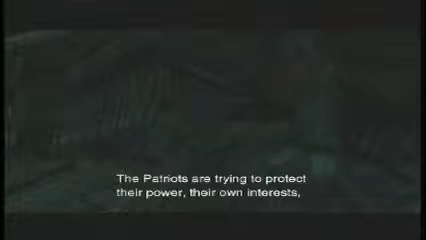 The Patriots are trying to protect
their power, their own interests,